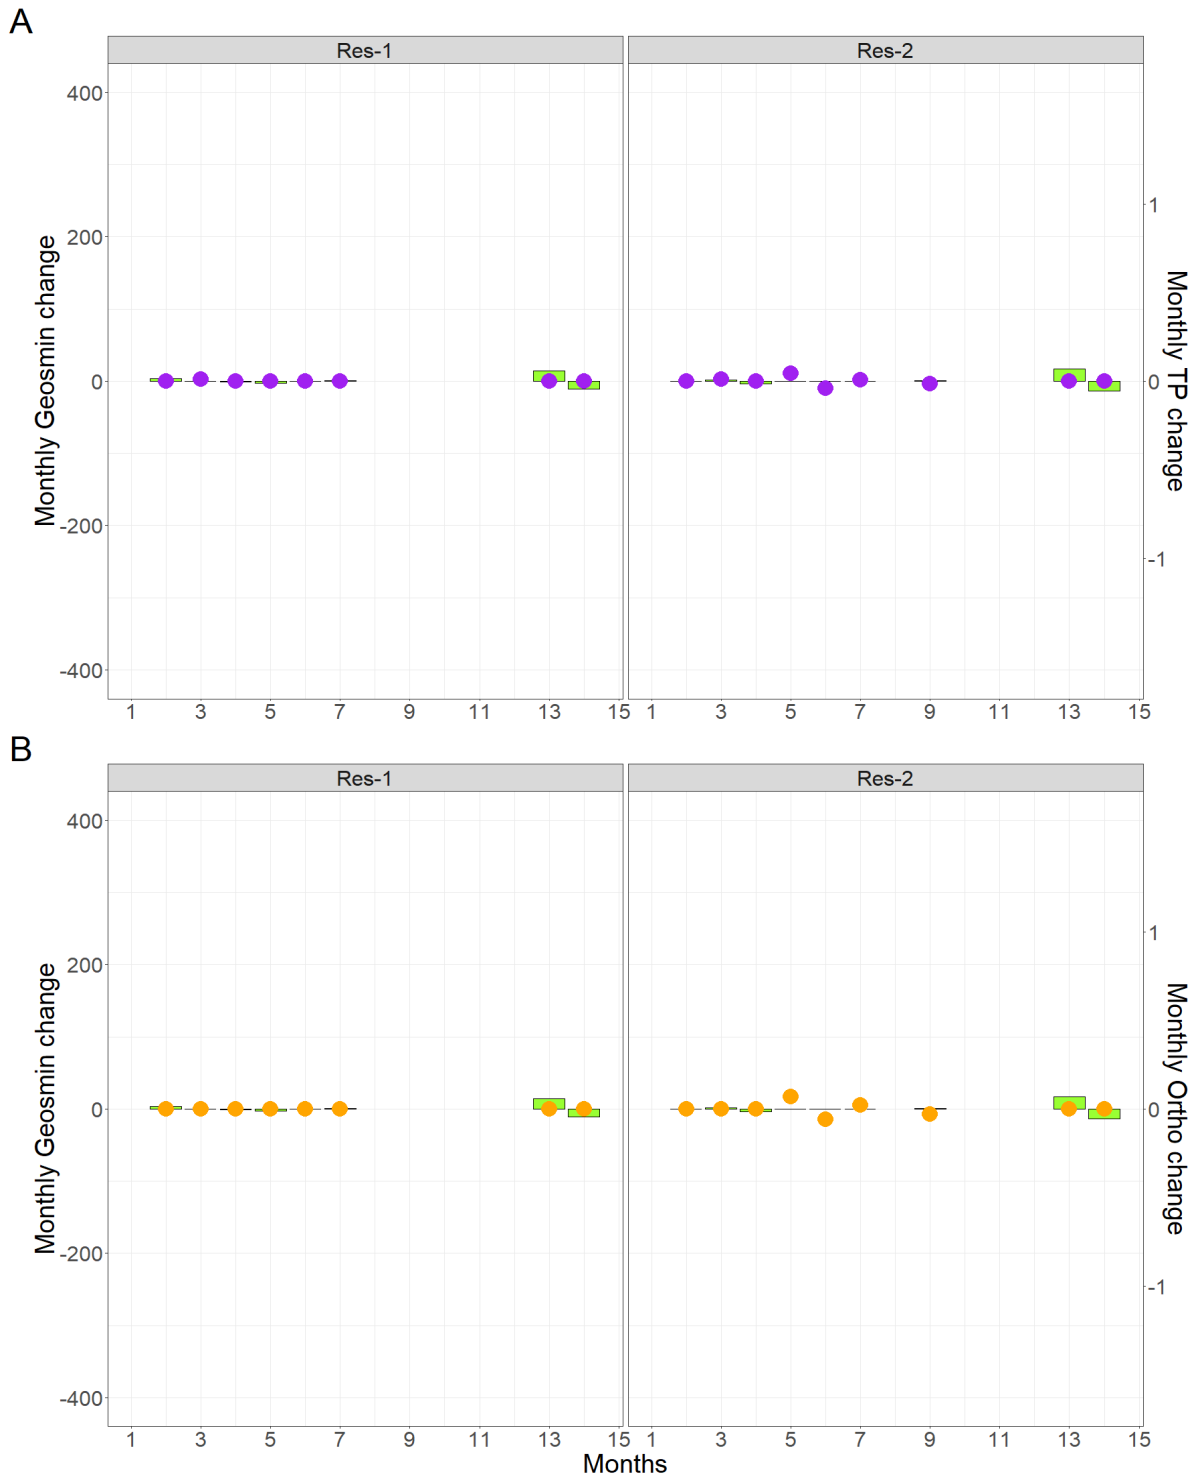 A
Res-1 Res-2
400
200
0
-200
-400
Monthly Geosmin change
1
0
-1
Monthly TP change
1 3 5 7 9 11 13 15 1 3 5 7 9 11 13 15
B
Res-1 Res-2
400
200
0
-200
-400
Monthly Geosmin change
1
0
-1
Monthly Ortho change
1 3 5 7 9 11 13 15 1 3 5 7 9 11 13 15
Months